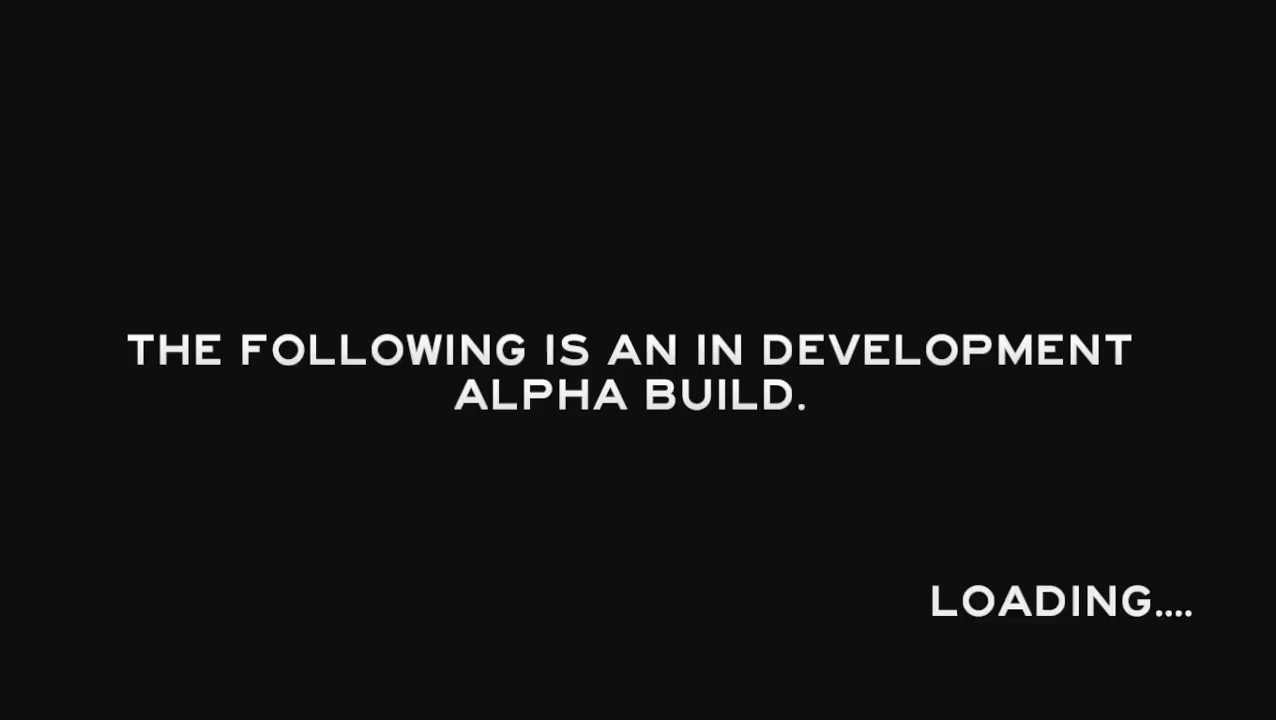 THE FOLLOWING IS AN IN DEVELOPMENT
ALPHA BUILD.
LOADING....